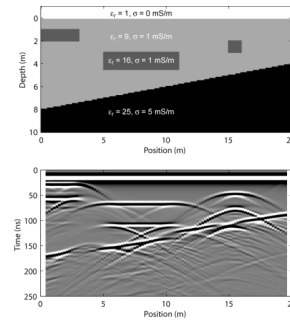 εr = 1, σ = 0 mS/m
0
2
4
6
8
10
Depth (m)
εr = 9, σ = 1 mS/m
εr = 16, σ = 1 mS/m
εr = 25, σ = 5 mS/m
0 5 10 15 2
Position (m)
0
50
100
150
200
250
Time (ns)
0 5 10 15 2
Position (m)